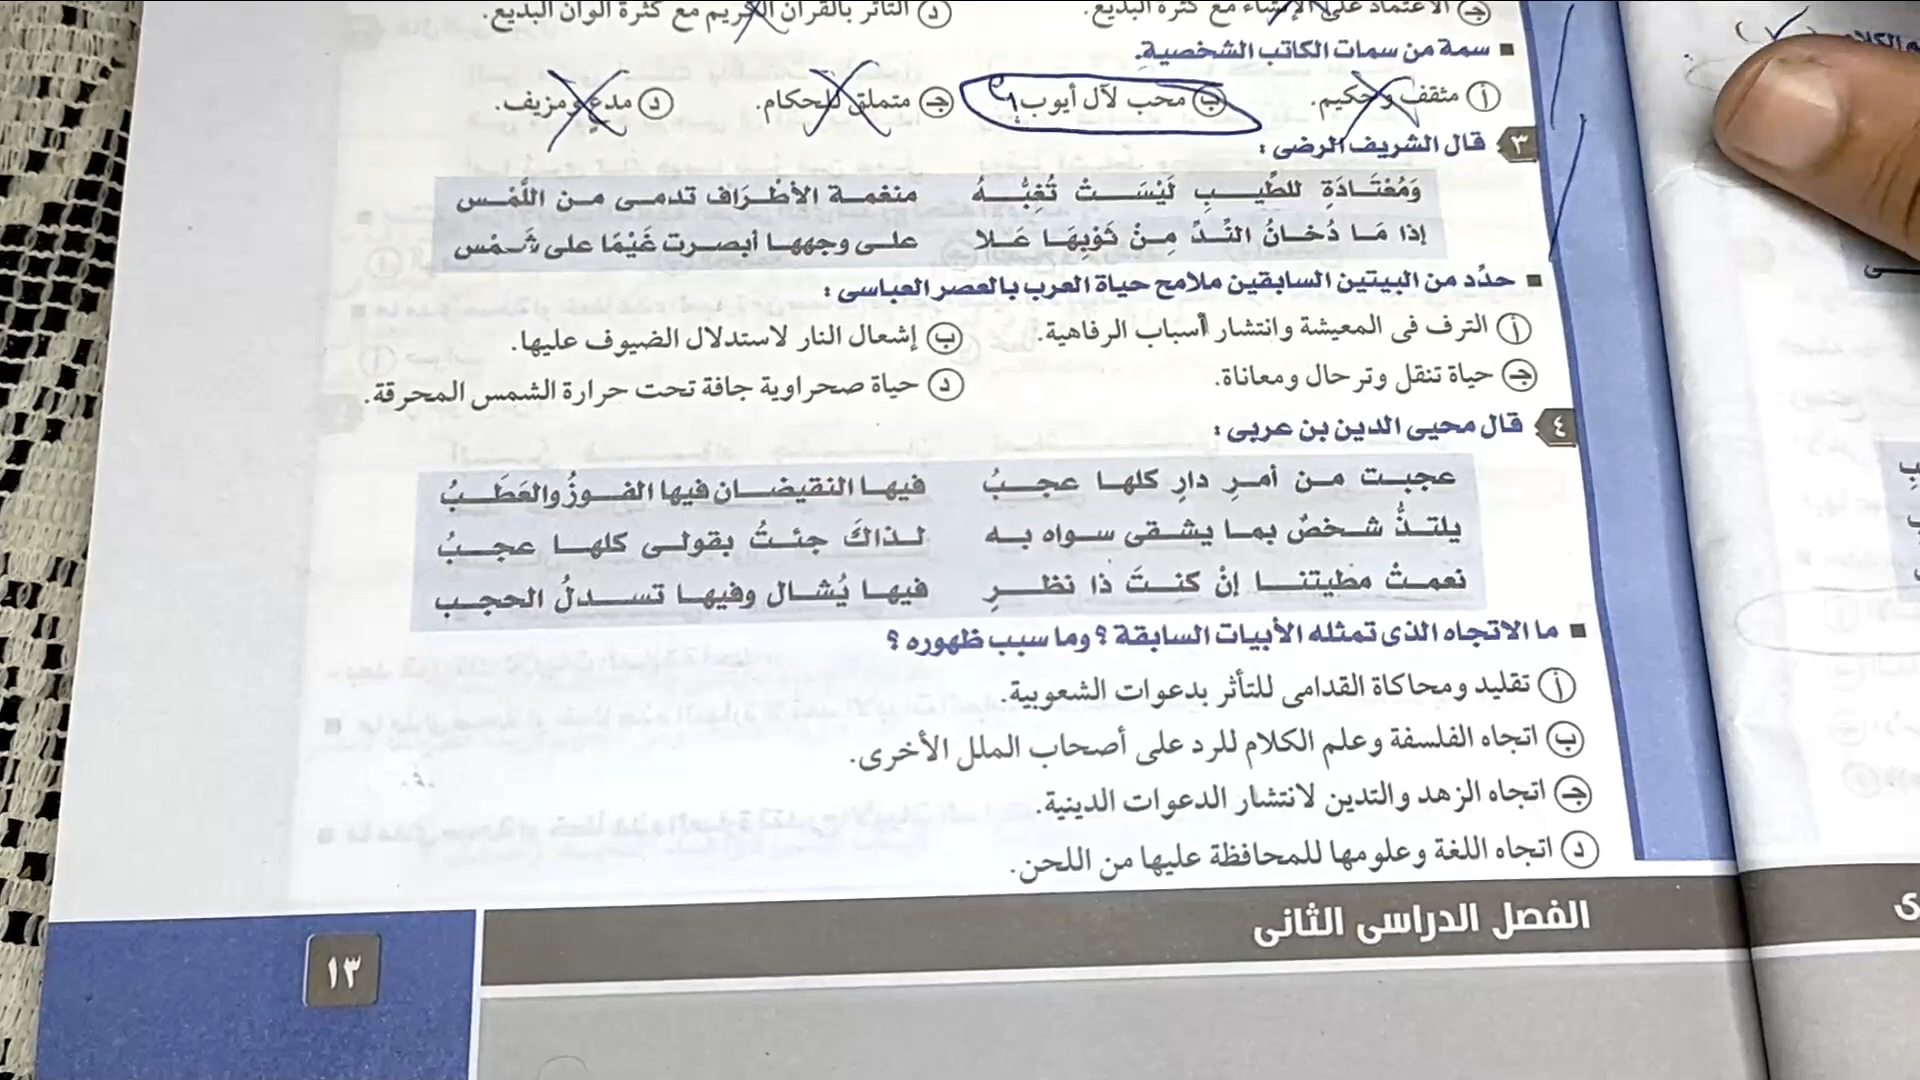 ج الاعتماد على الإنشاء مع كثرة البديع. د التأثر بالقرآن الكريم مع كثرة ألوان البديع.
■ سمة من سمات الكاتب الشخصية.
أ مثقف وحكيم. ب محب لآل أيوب. ج متملق للحكام. د مدعٍ ومزيف.
٣ قال الشريف الرضى :
وَمُعْتَادَةِ للطِّيبِ لَيْسَتْ تُغِبُّهُ منغمة الأطْرَاف تدمى من اللَّمْس
إذا مَا دُخانُ النَّدِّ مِنْ ثَوْبِهَا عَلا على وجهها أبصرت غَيْمًا على شَمْس
■ حدِّد من البيتين السابقين ملامح حياة العرب بالعصر العباسى :
أ الترف فى المعيشة وانتشار أسباب الرفاهية. ب إشعال النار لاستدلال الضيوف عليها.
ج حياة تنقل وترحال ومعاناة. د حياة صحراوية جافة تحت حرارة الشمس المحرقة.
٤ قال محيى الدين بن عربى :
عجبت من أمرِ دارِ كلها عجبُ فيها النقيضان فيها الفوزُ والعَطَبُ
يلتذُّ شخصٌ بما يشقى سواه به لذاكَ جئتُ بقولى كلها عجبُ
نعمتْ مطيتنا إنْ كنتَ ذا نظرِ فيها يُشال وفيها تسدلُ الحجب
■ ما الاتجاه الذى تمثله الأبيات السابقة ؟ وما سبب ظهوره ؟
أ تقليد ومحاكاة القدامى للتأثر بدعوات الشعوبية.
ب اتجاه الفلسفة وعلم الكلام للرد على أصحاب الملل الأخرى.
ج اتجاه الزهد والتدين لانتشار الدعوات الدينية.
د اتجاه اللغة وعلومها للمحافظة عليها من اللحن.
الفصل الدراسى الثانى
١٣